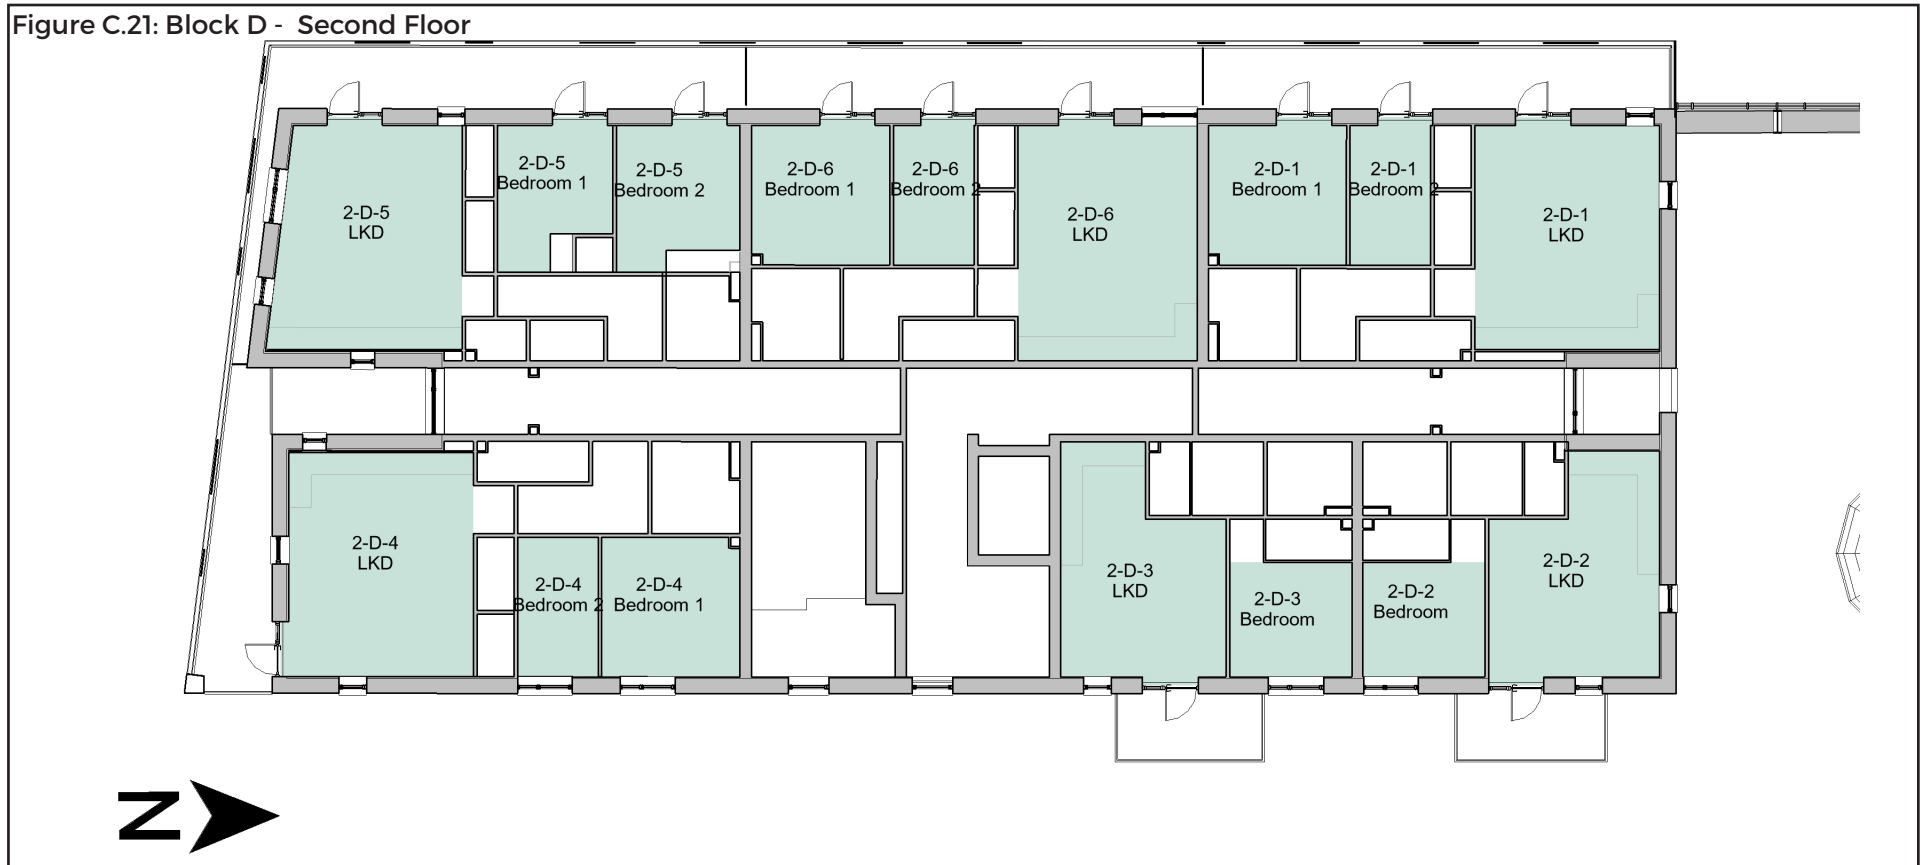 Figure C.21: Block D -  Second Floor
2-D-5
LKD
2-D-5
Bedroom 1
2-D-5
Bedroom 2
2-D-6
Bedroom 1
2-D-6
Bedroom 2
2-D-6
LKD
2-D-1
Bedroom 1
2-D-1
Bedroom 2
2-D-1
LKD
2-D-4
LKD
2-D-4
Bedroom 2
2-D-4
Bedroom 1
2-D-3
LKD
2-D-3
Bedroom
2-D-2
Bedroom
2-D-2
LKD
N